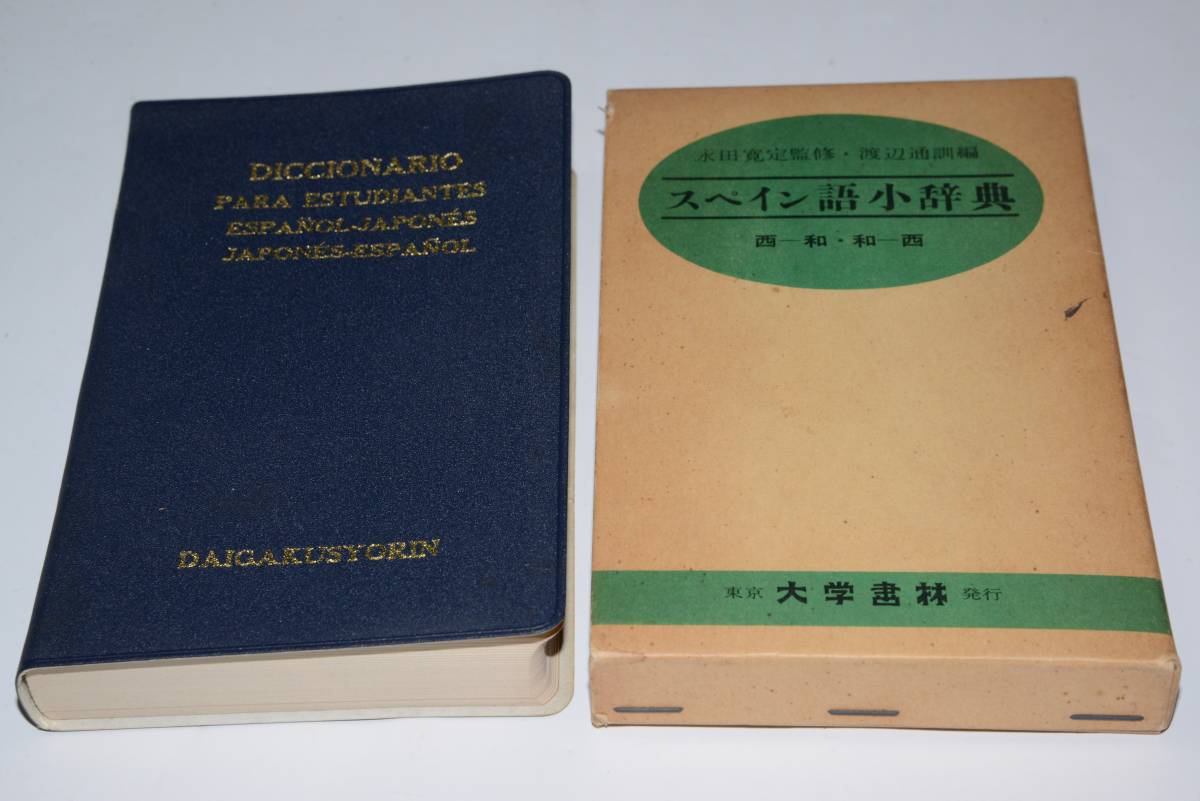 DICCIONARIO
PARA ESTUDIANTES
ESPAÑOL-JAPONÉS
JAPONÉS-ESPAÑOL
DAIGAKUSYORIN
永田寛定監修・渡辺通訓編
スペイン語小辞典
西—和・和—西
東京 大学書林 発行